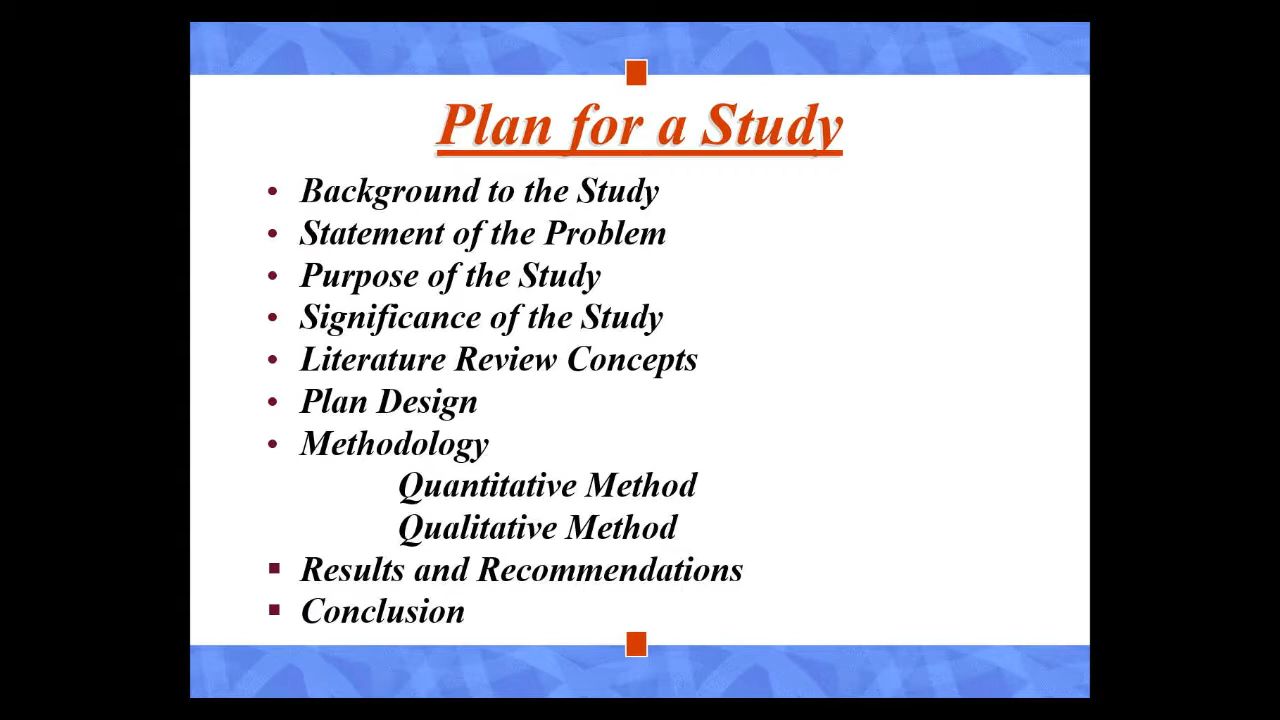 Plan for a Study
• Background to the Study
• Statement of the Problem
• Purpose of the Study
• Significance of the Study
• Literature Review Concepts
• Plan Design
• Methodology
Quantitative Method
Qualitative Method
▪ Results and Recommendations
▪ Conclusion